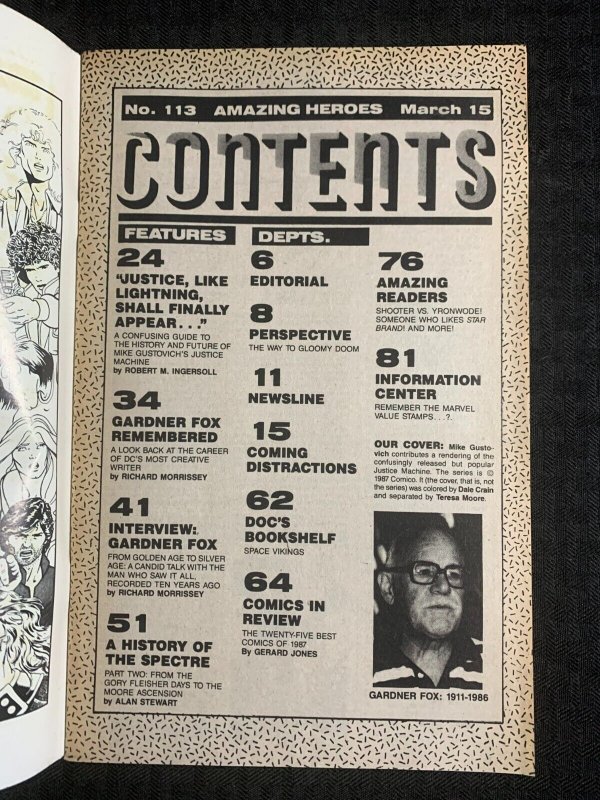 No. 113 AMAZING HEROES March 15
CONTENTS
FEATURES
24
"JUSTICE, LIKE
LIGHTNING,
SHALL FINALLY
APPEAR . . ."
A CONFUSING GUIDE TO
THE HISTORY AND FUTURE OF
MIKE GUSTOVICH'S JUSTICE
MACHINE
by ROBERT M. INGERSOLL
34
GARDNER FOX
REMEMBERED
A LOOK BACK AT THE CAREER
OF DC'S MOST CREATIVE
WRITER
by RICHARD MORRISSEY
41
INTERVIEW:
GARDNER FOX
FROM GOLDEN AGE TO SILVER
AGE: A CANDID TALK WITH THE
MAN WHO SAW IT ALL,
RECORDED TEN YEARS AGO
by RICHARD MORRISSEY
51
A HISTORY OF
THE SPECTRE
PART TWO: FROM THE
GORY FLEISHER DAYS TO THE
MOORE ASCENSION
by ALAN STEWART
DEPTS.
6
EDITORIAL
8
PERSPECTIVE
THE WAY TO GLOOMY DOOM
11
NEWSLINE
15
COMING
DISTRACTIONS
62
DOC'S
BOOKSHELF
SPACE VIKINGS
64
COMICS IN
REVIEW
THE TWENTY-FIVE BEST
COMICS OF 1987
By GERARD JONES
76
AMAZING
READERS
SHOOTER VS. YRONWODE!
SOMEONE WHO LIKES STAR
BRAND! AND MORE!
81
INFORMATION
CENTER
REMEMBER THE MARVEL
VALUE STAMPS . . .?.
OUR COVER: Mike Gusto-
vich contributes a rendering of the
confusingly released but popular
Justice Machine. The series is ©
1987 Comico. It (the cover, that is, not
the series) was colored by Dale Crain
and separated by Teresa Moore.
GARDNER FOX: 1911-1986